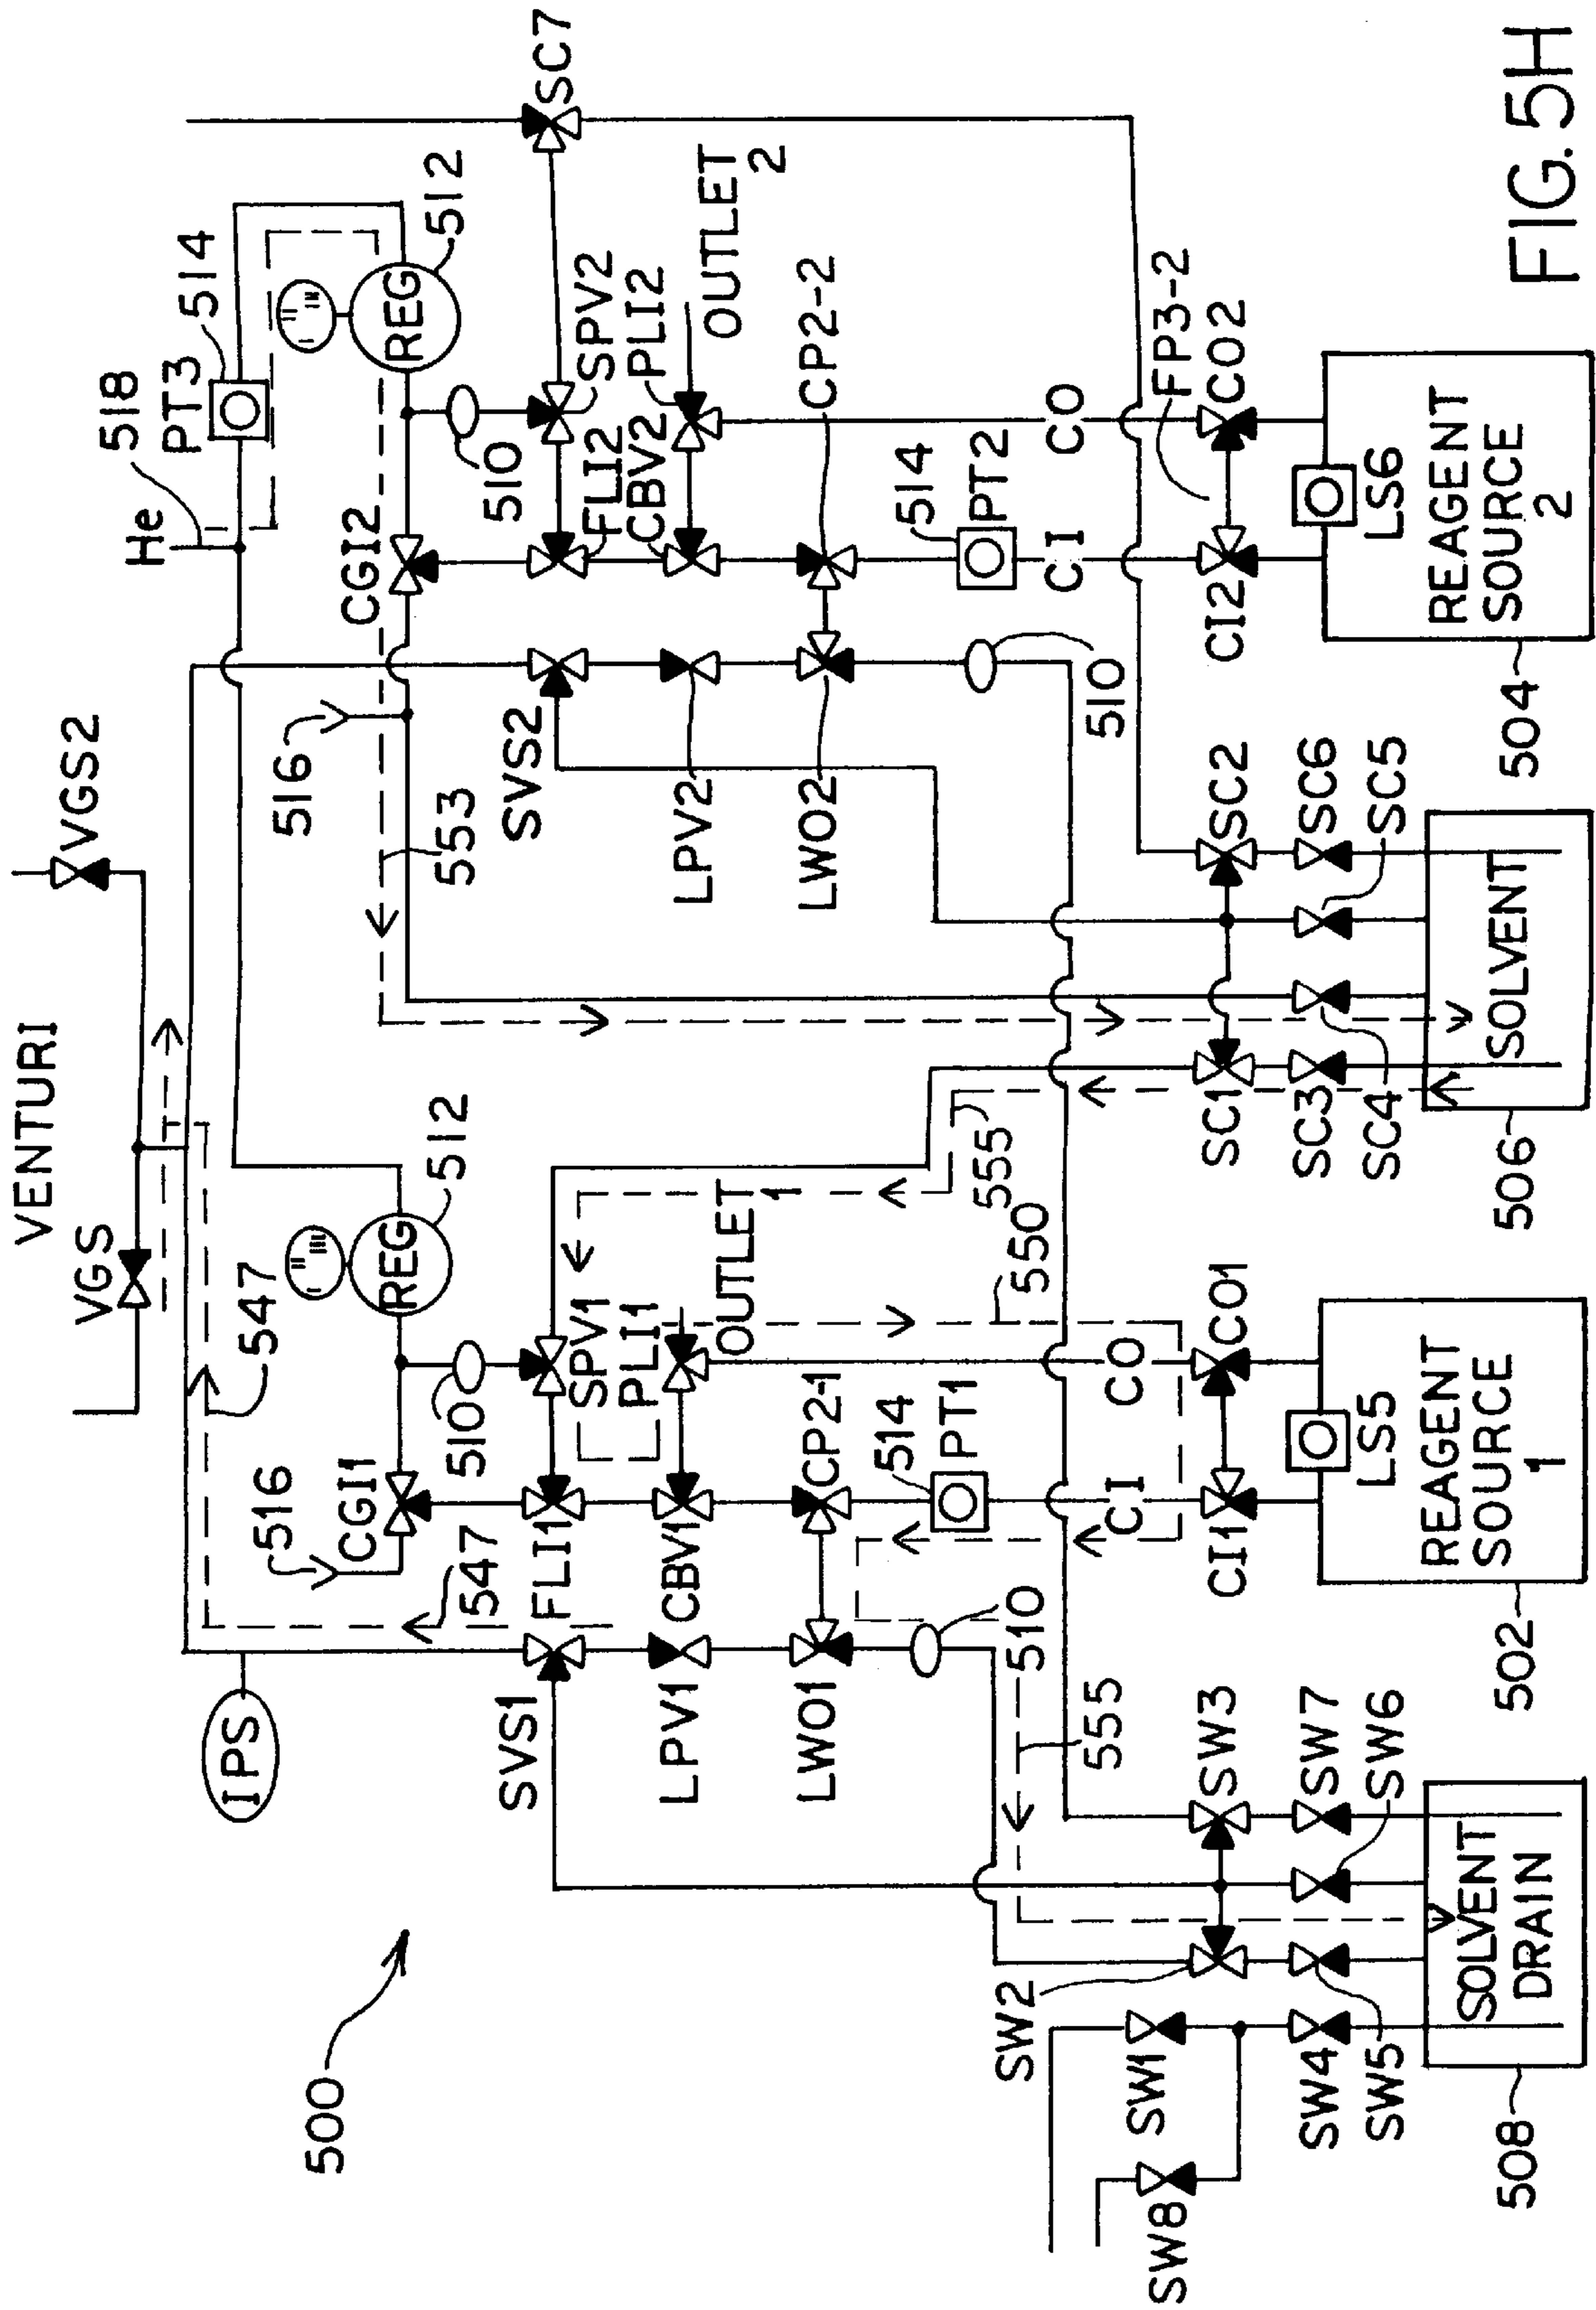 FIG. 5H
500
VENTURI
VGS
VGS2
IPS
547
547
516
CGI1
REG
512
510
SVS1
FLI1
SPV1
PLI1
OUTLET
1
LPV1
CBV1
LWO1
CP2-1
514
PT1
510
550
555
555
CI
CO
CI1
CO1
LS5
REAGENT
SOURCE
1
502
SW1
SW2
SW3
SW4
SW5
SW6
SW7
SW8
SOLVENT
DRAIN
508
He
518
PT3
514
REG
512
CGI2
516
553
510
SVS2
FLI2
CBV2
SPV2
PLI2
SC7
OUTLET
2
LPV2
LWO2
CP2-2
514
PT2
510
CI
CO
FP3-2
CI2
CO2
LS6
REAGENT
SOURCE
2
504
SC1
SC2
SC3
SC4
SC5
SC6
SOLVENT
506